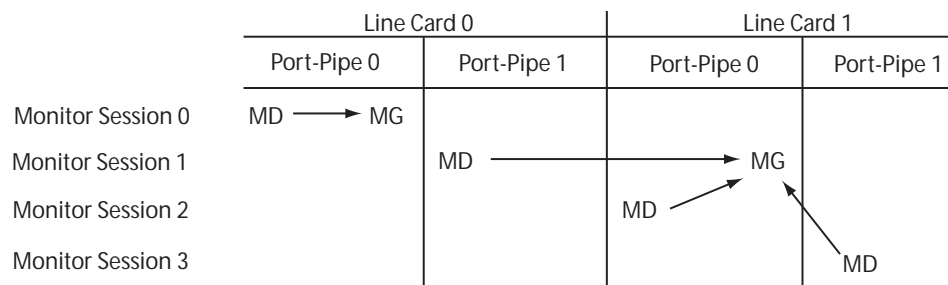 Line Card 0 Line Card 1
Port-Pipe 0 Port-Pipe 1 Port-Pipe 0 Port-Pipe 1
Monitor Session 0 MD MG
Monitor Session 1 MD MG
Monitor Session 2 MD
Monitor Session 3 MD